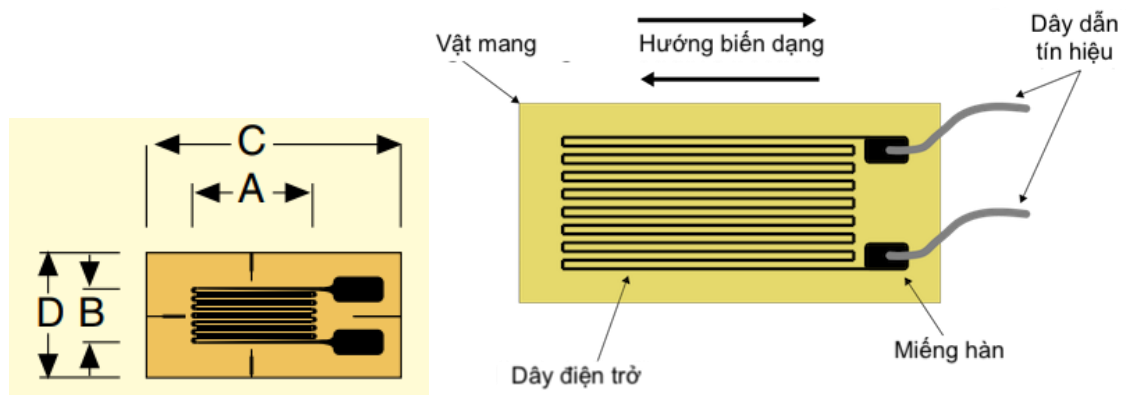 C
A
D
B
Vật mang
Hướng biến dạng
Dây dẫn
tín hiệu
Dây điện trở
Miếng hàn